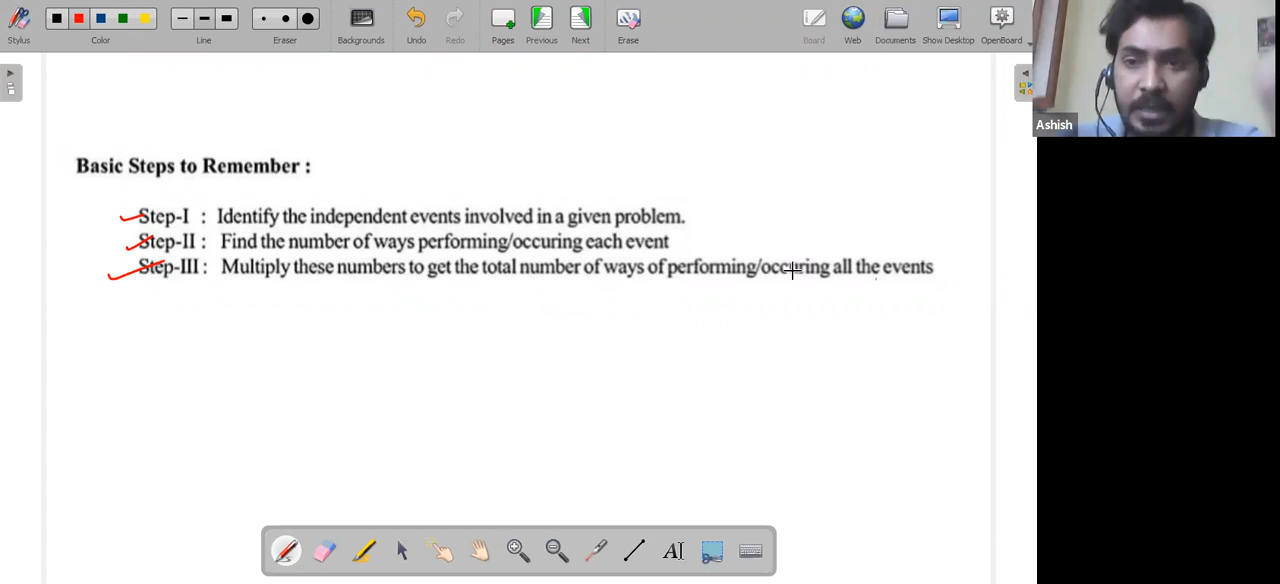 Stylus
Color
Line
Eraser
Backgrounds
Undo
Redo
Pages
Previous
Next
Erase
Board
Web
Documents
Show Desktop
OpenBoard
Ashish
Basic Steps to Remember :
Step-I : Identify the independent events involved in a given problem.
Step-II : Find the number of ways performing/occuring each event
Step-III : Multiply these numbers to get the total number of ways of performing/occuring all the events
A